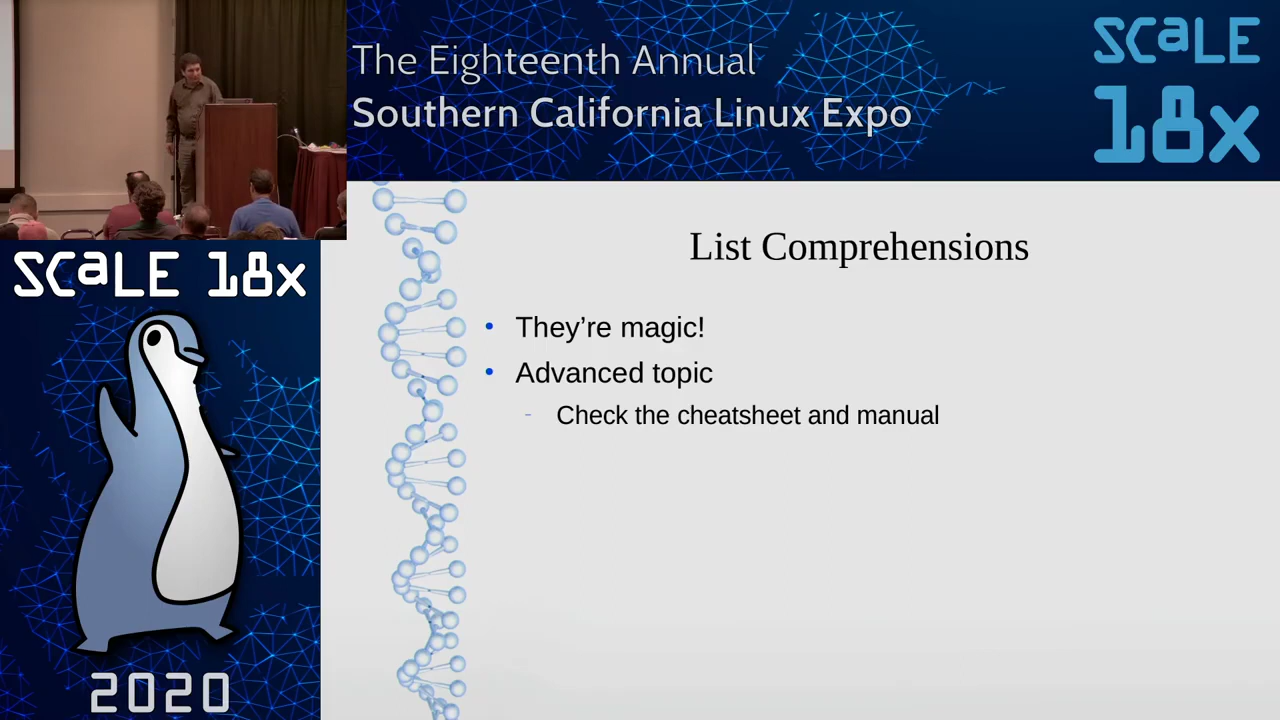 The Eighteenth Annual
Southern California Linux Expo
SCaLE
18x
SCaLE 18x
2020
List Comprehensions
• They're magic!
• Advanced topic
- Check the cheatsheet and manual